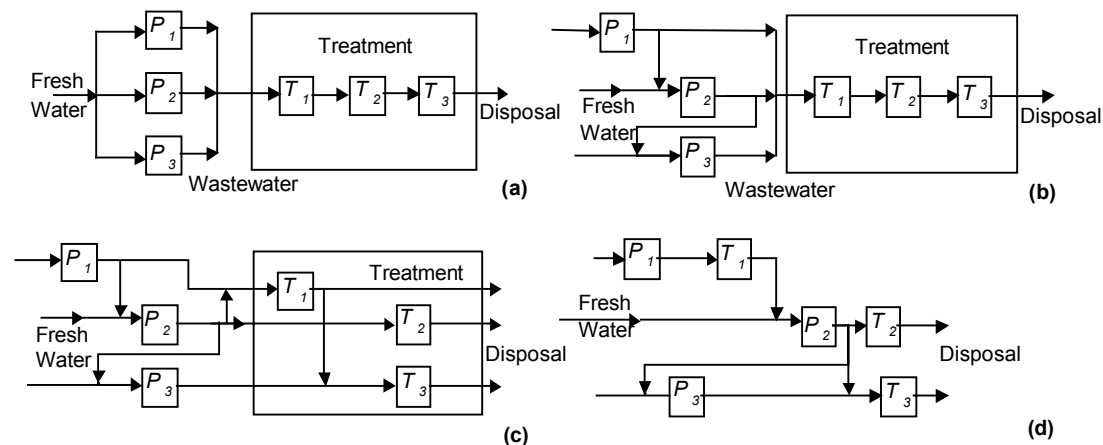 P1
Treatment
Fresh
Water
P2
T1
T2
T3
Disposal
P3
Wastewater
(a)
P1
Treatment
P2
Fresh
Water
T1
T2
T3
Disposal
P3
Wastewater
(b)
P1
T1
Treatment
P2
Fresh
Water
T2
Disposal
P3
T3
(c)
P1
T1
Fresh
Water
P2
T2
Disposal
P3
T3
(d)